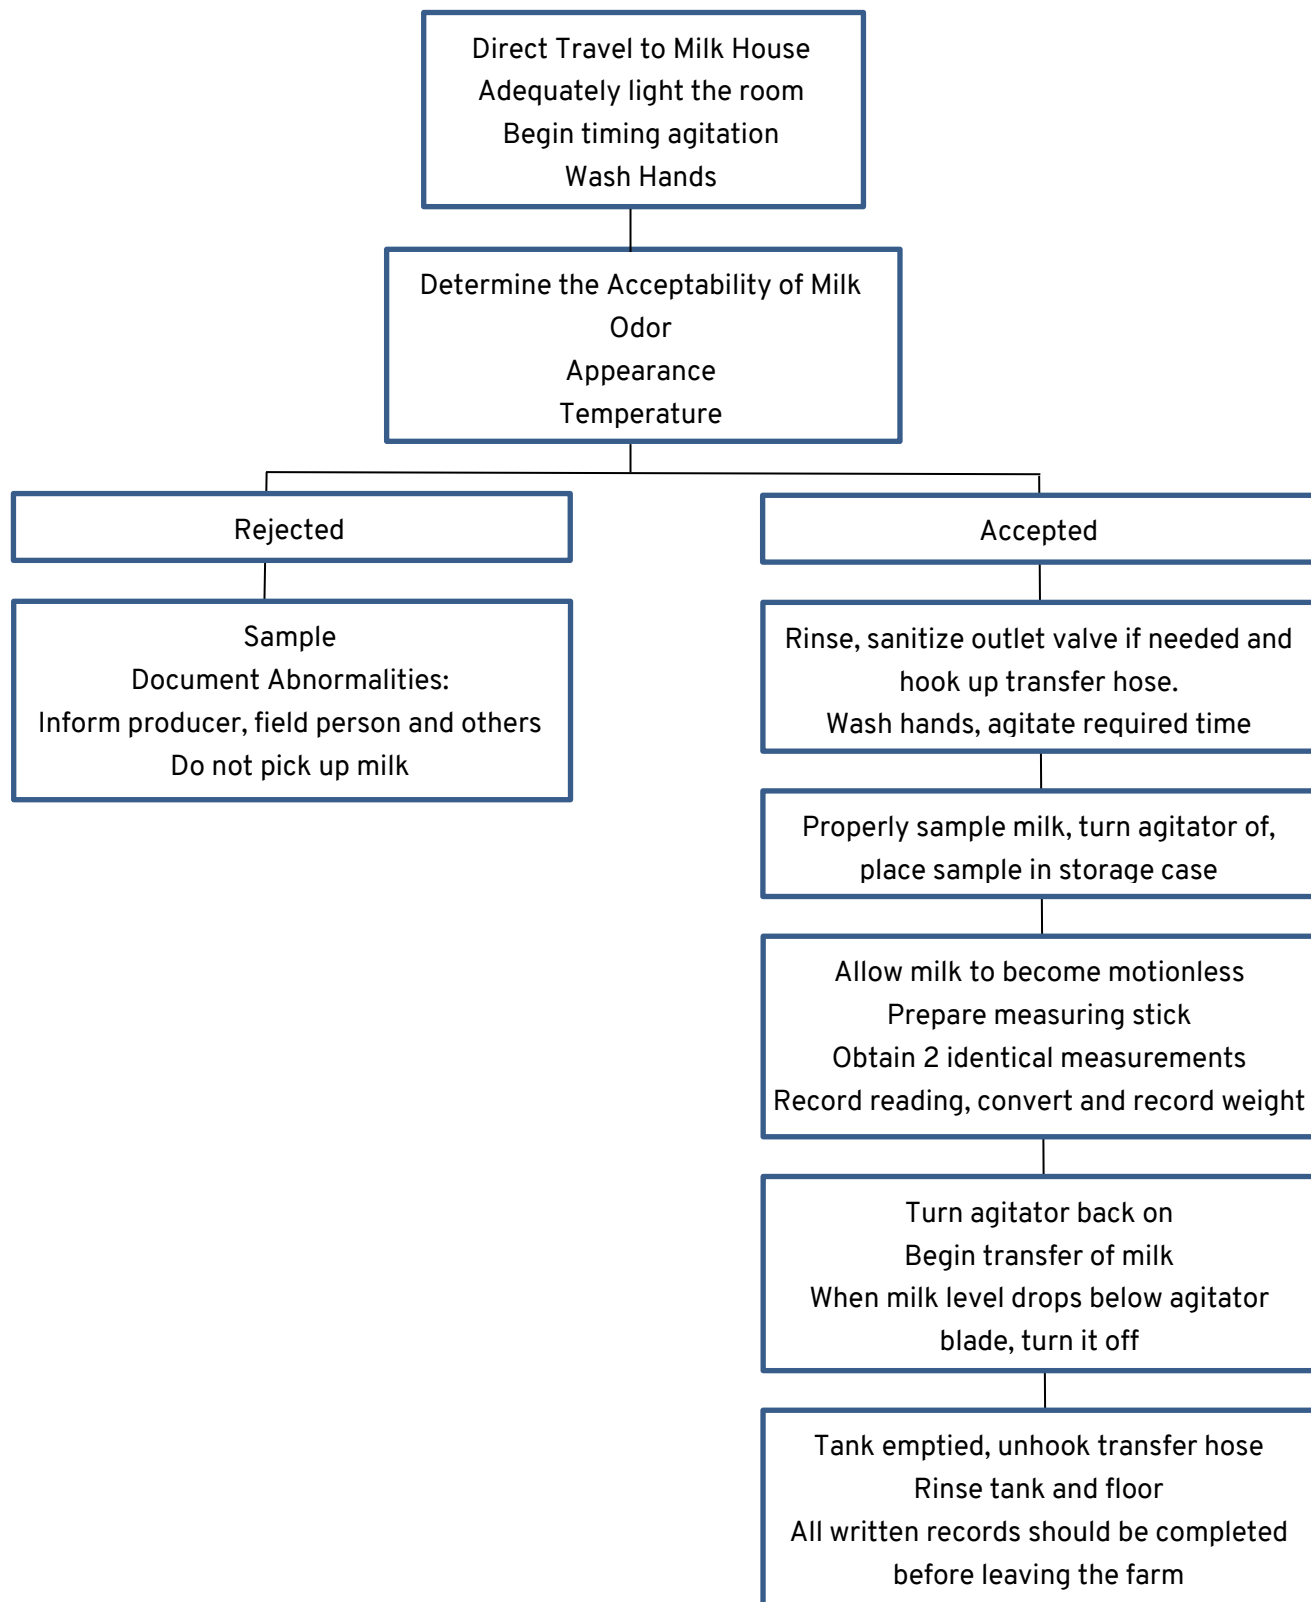 Direct Travel to Milk House
Adequately light the room
Begin timing agitation
Wash Hands
Determine the Acceptability of Milk
Odor
Appearance
Temperature
Rejected
Sample
Document Abnormalities:
Inform producer, field person and others
Do not pick up milk
Accepted
Rinse, sanitize outlet valve if needed and
hook up transfer hose.
Wash hands, agitate required time
Properly sample milk, turn agitator of,
place sample in storage case
Allow milk to become motionless
Prepare measuring stick
Obtain 2 identical measurements
Record reading, convert and record weight
Turn agitator back on
Begin transfer of milk
When milk level drops below agitator
blade, turn it off
Tank emptied, unhook transfer hose
Rinse tank and floor
All written records should be completed
before leaving the farm